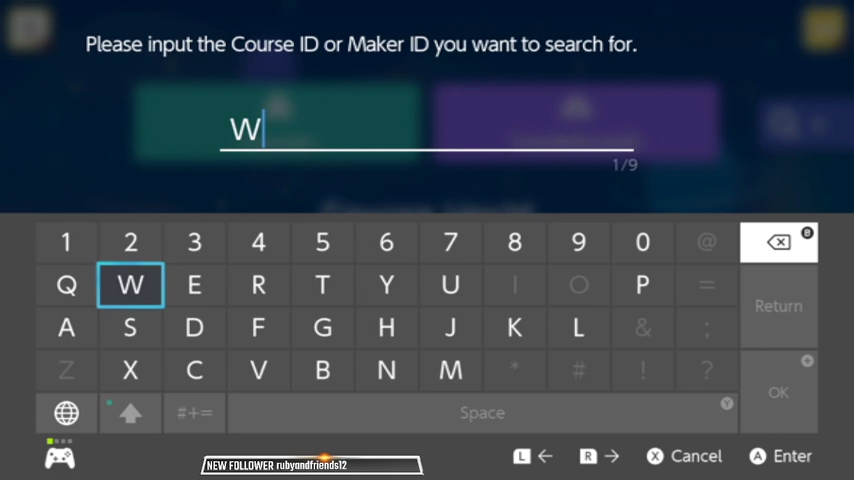 Please input the Course ID or Maker ID you want to search for.
W
1/9
1 2 3 4 5 6 7 8 9 0 @
Q W E R T Y U I O P =
Return
A S D F G H J K L & ;
Z X C V B N M * # ! ?
OK
#+= Space Y
L ← R → X Cancel A Enter
NEW FOLLOWER rubyandfriends12